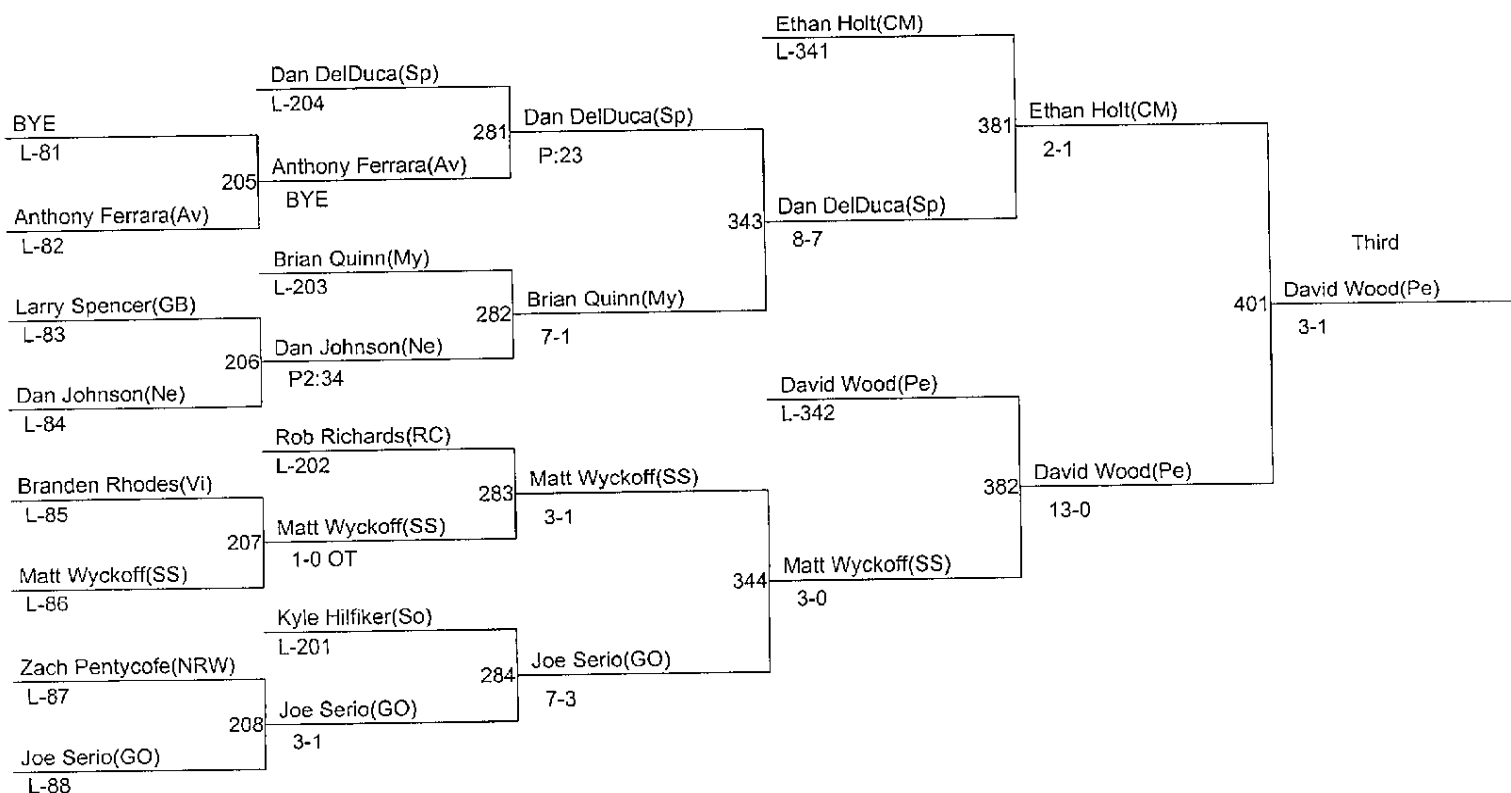 Ethan Holt(CM)
L-341
Dan DelDuca(Sp)
L-204
BYE
L-81
281
Dan DelDuca(Sp)
P:23
381
Ethan Holt(CM)
2-1
205
Anthony Ferrara(Av)
BYE
Anthony Ferrara(Av)
L-82
343
Dan DelDuca(Sp)
8-7
Third
Brian Quinn(My)
L-203
Larry Spencer(GB)
L-83
282
Brian Quinn(My)
7-1
401
David Wood(Pe)
3-1
206
Dan Johnson(Ne)
P2:34
Dan Johnson(Ne)
L-84
David Wood(Pe)
L-342
Rob Richards(RC)
L-202
Branden Rhodes(Vi)
L-85
283
Matt Wyckoff(SS)
3-1
382
David Wood(Pe)
13-0
207
Matt Wyckoff(SS)
1-0 OT
Matt Wyckoff(SS)
L-86
344
Matt Wyckoff(SS)
3-0
Kyle Hilfiker(So)
L-201
Zach Pentycofe(NRW)
L-87
284
Joe Serio(GO)
7-3
208
Joe Serio(GO)
3-1
Joe Serio(GO)
L-88